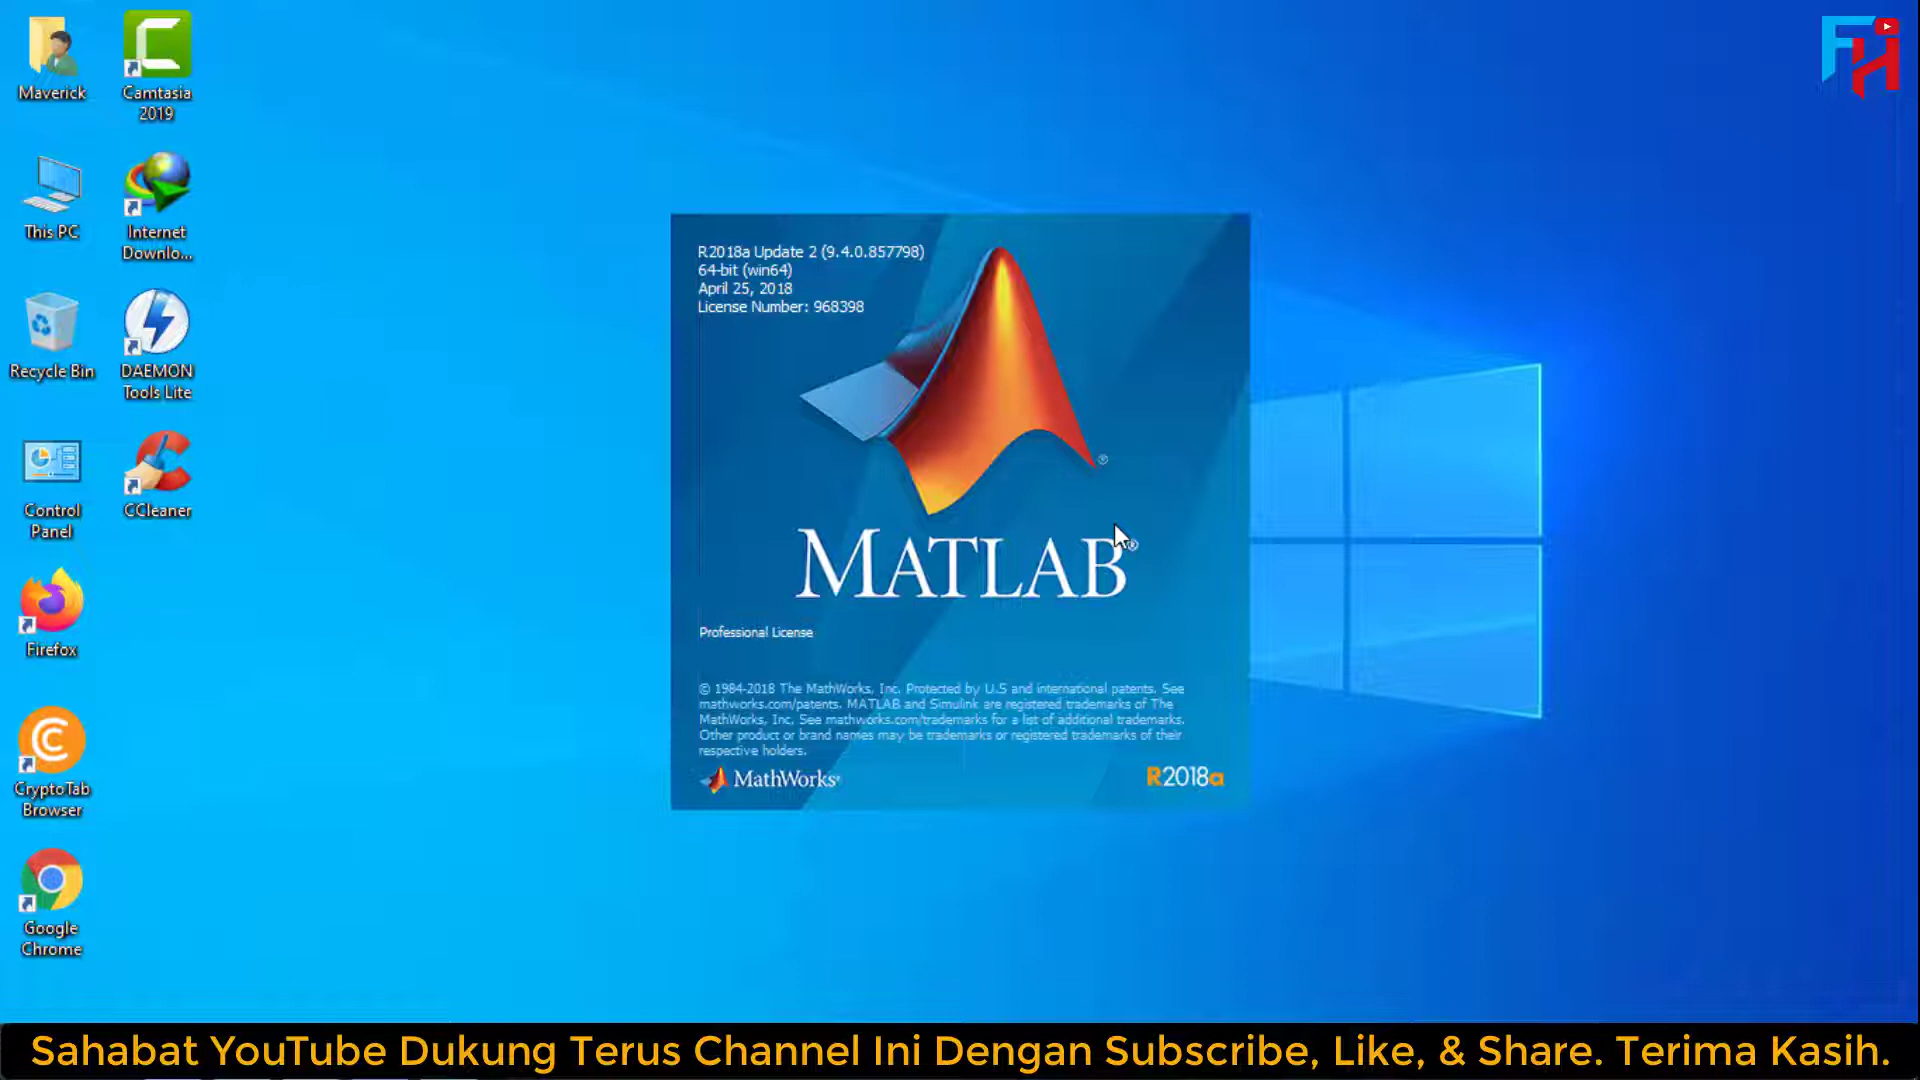 Maverick
Camtasia
2019
This PC
Internet
Downlo...
Recycle Bin
DAEMON
Tools Lite
Control
Panel
CCleaner
Firefox
CryptoTab
Browser
Google
Chrome
FH
R2018a Update 2 (9.4.0.857798)
64-bit (win64)
April 25, 2018
License Number: 968398
®
MATLAB®
Professional License
© 1984-2018 The MathWorks, Inc. Protected by U.S and international patents. See
mathworks.com/patents. MATLAB and Simulink are registered trademarks of The
MathWorks, Inc. See mathworks.com/trademarks for a list of additional trademarks.
Other product or brand names may be trademarks or registered trademarks of their
respective holders.
MathWorks®
R2018a
Sahabat YouTube Dukung Terus Channel Ini Dengan Subscribe, Like, & Share. Terima Kasih.